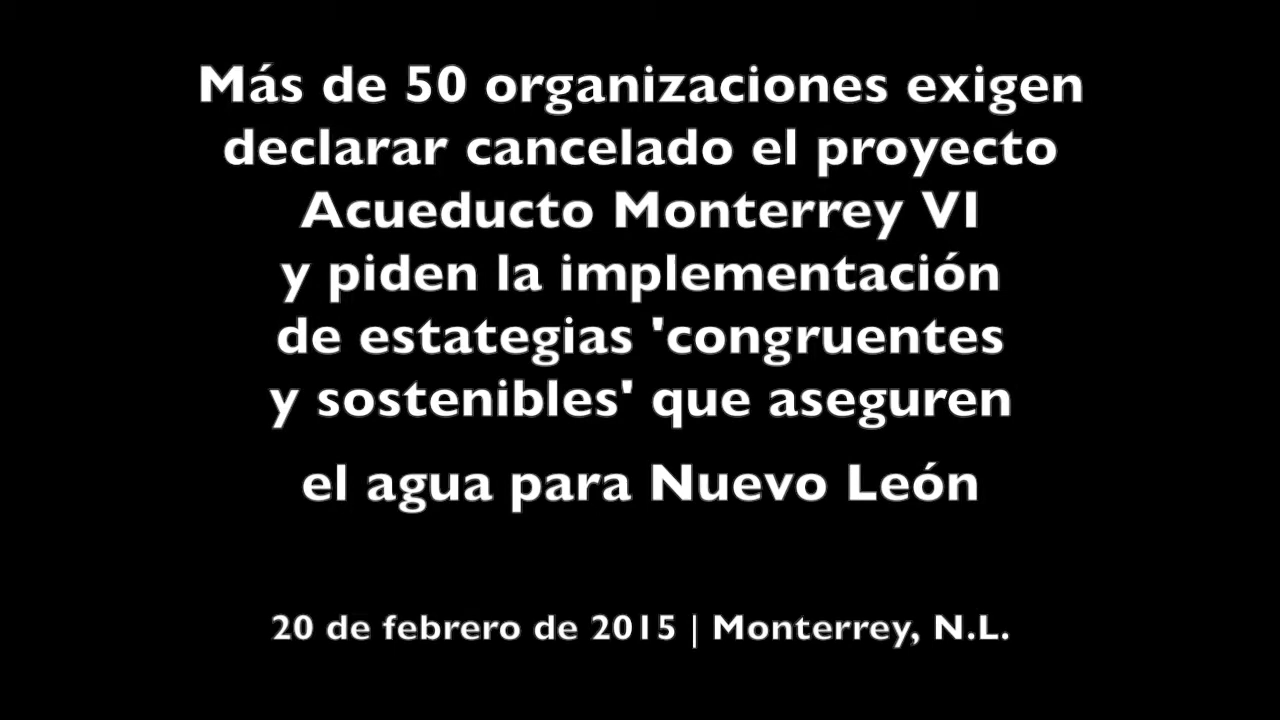 Más de 50 organizaciones exigen
declarar cancelado el proyecto
Acueducto Monterrey VI
y piden la implementación
de estategias 'congruentes
y sostenibles' que aseguren
el agua para Nuevo León
20 de febrero de 2015 | Monterrey, N.L.